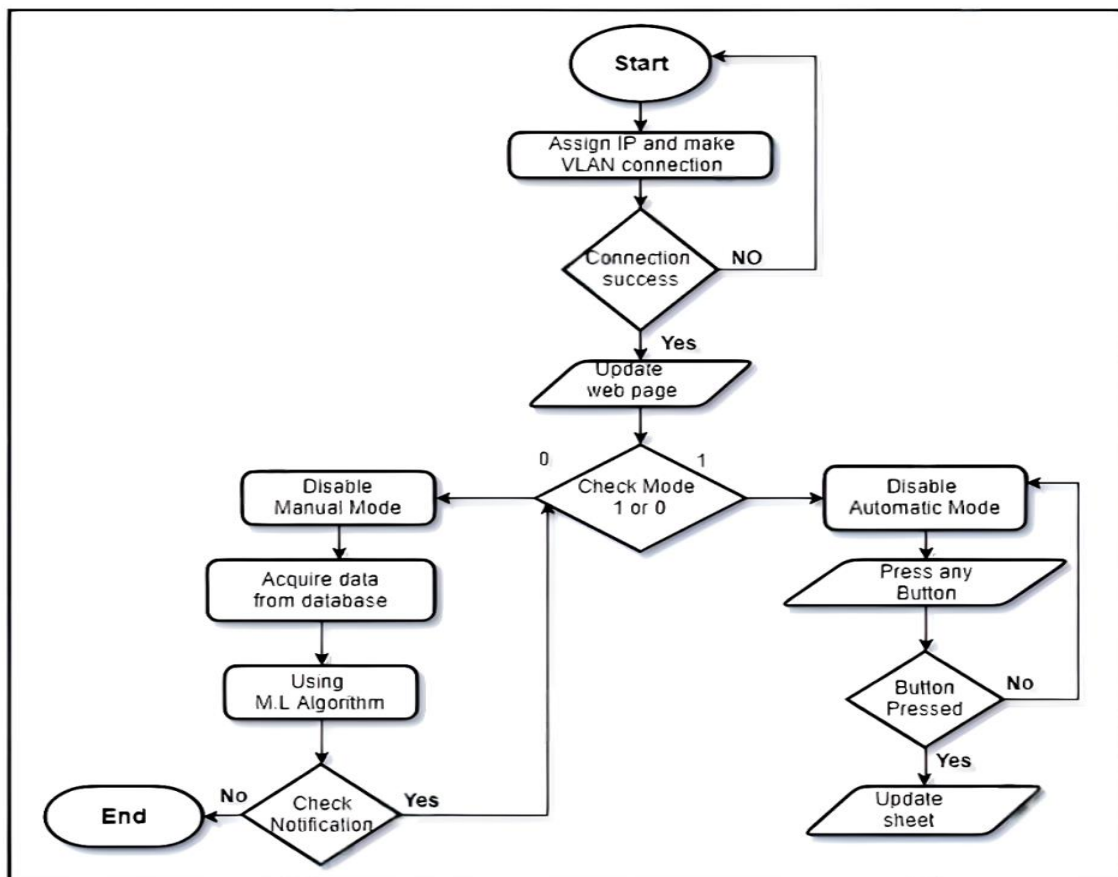 Start
Assign IP and make
VLAN connection
Connection
success
NO
Yes
Update
web page
0
1
Check Mode
1 or 0
Disable
Manual Mode
Acquire data
from database
Using
M.L Algorithm
Check
Notification
No
Yes
End
Disable
Automatic Mode
Press any
Button
Button
Pressed
No
Yes
Update
sheet